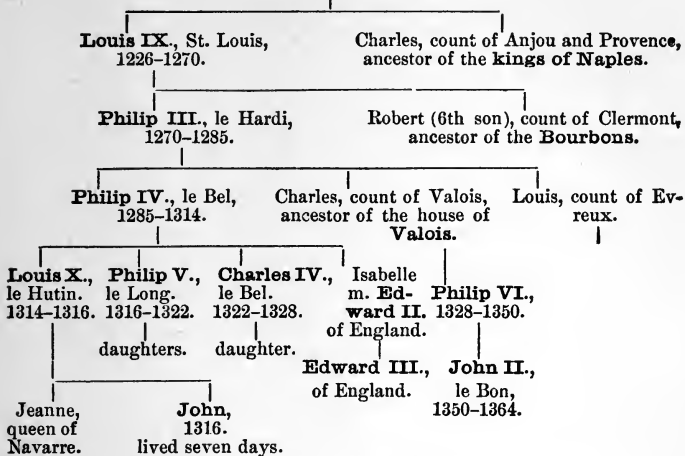 Louis IX., St. Louis,
1226–1270.
Charles, count of Anjou and Provence,
ancestor of the kings of Naples.
Philip III., le Hardi,
1270–1285.
Robert (6th son), count of Clermont,
ancestor of the Bourbons.
Philip IV., le Bel,
1285–1314.
Charles, count of Valois,
ancestor of the house of
Valois.
Louis, count of Ev-
reux.
Louis X.,
le Hutin.
1314–1316.
Philip V.,
le Long.
1316–1322.
daughters.
Charles IV.,
le Bel.
1322–1328.
daughter.
Isabelle
m. Ed-
ward II.
of England.
Philip VI.,
1328–1350.
Edward III.,
of England.
John II.,
le Bon,
1350–1364.
Jeanne,
queen of
Navarre.
John,
1316.
lived seven days.